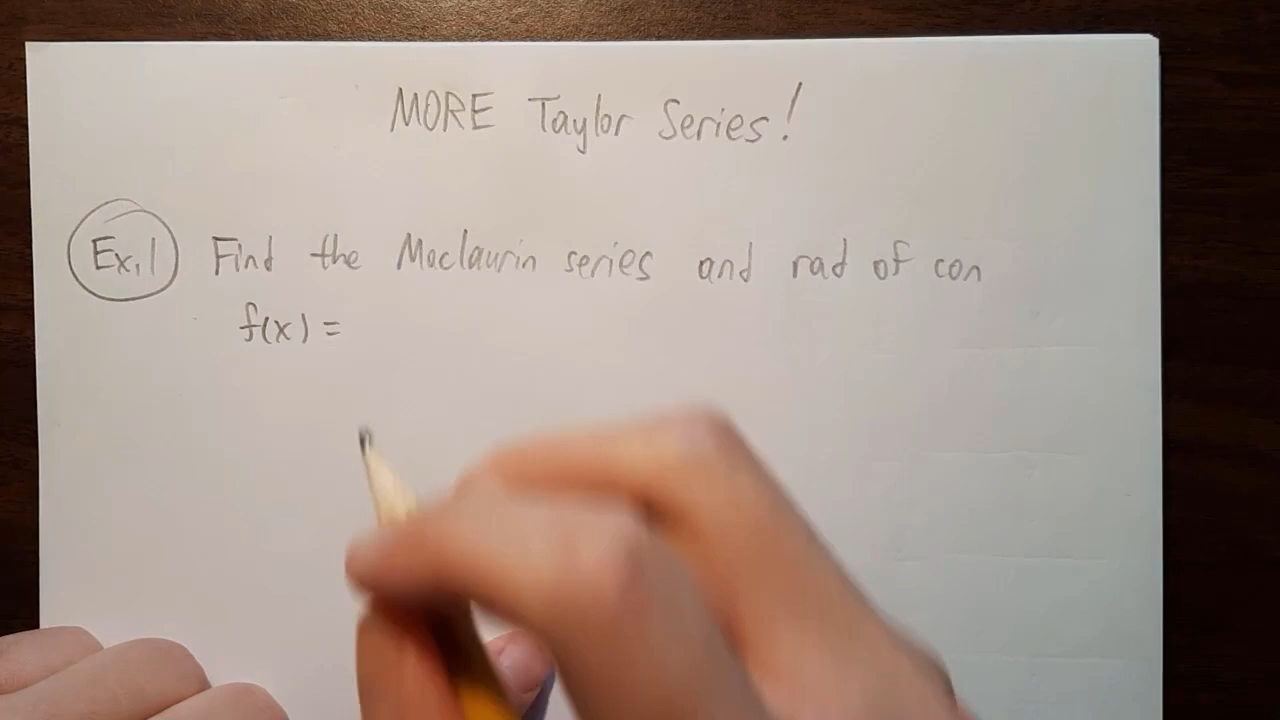 MORE Taylor Series!
Ex.1 Find the Maclaurin series and rad of con
f(x) =